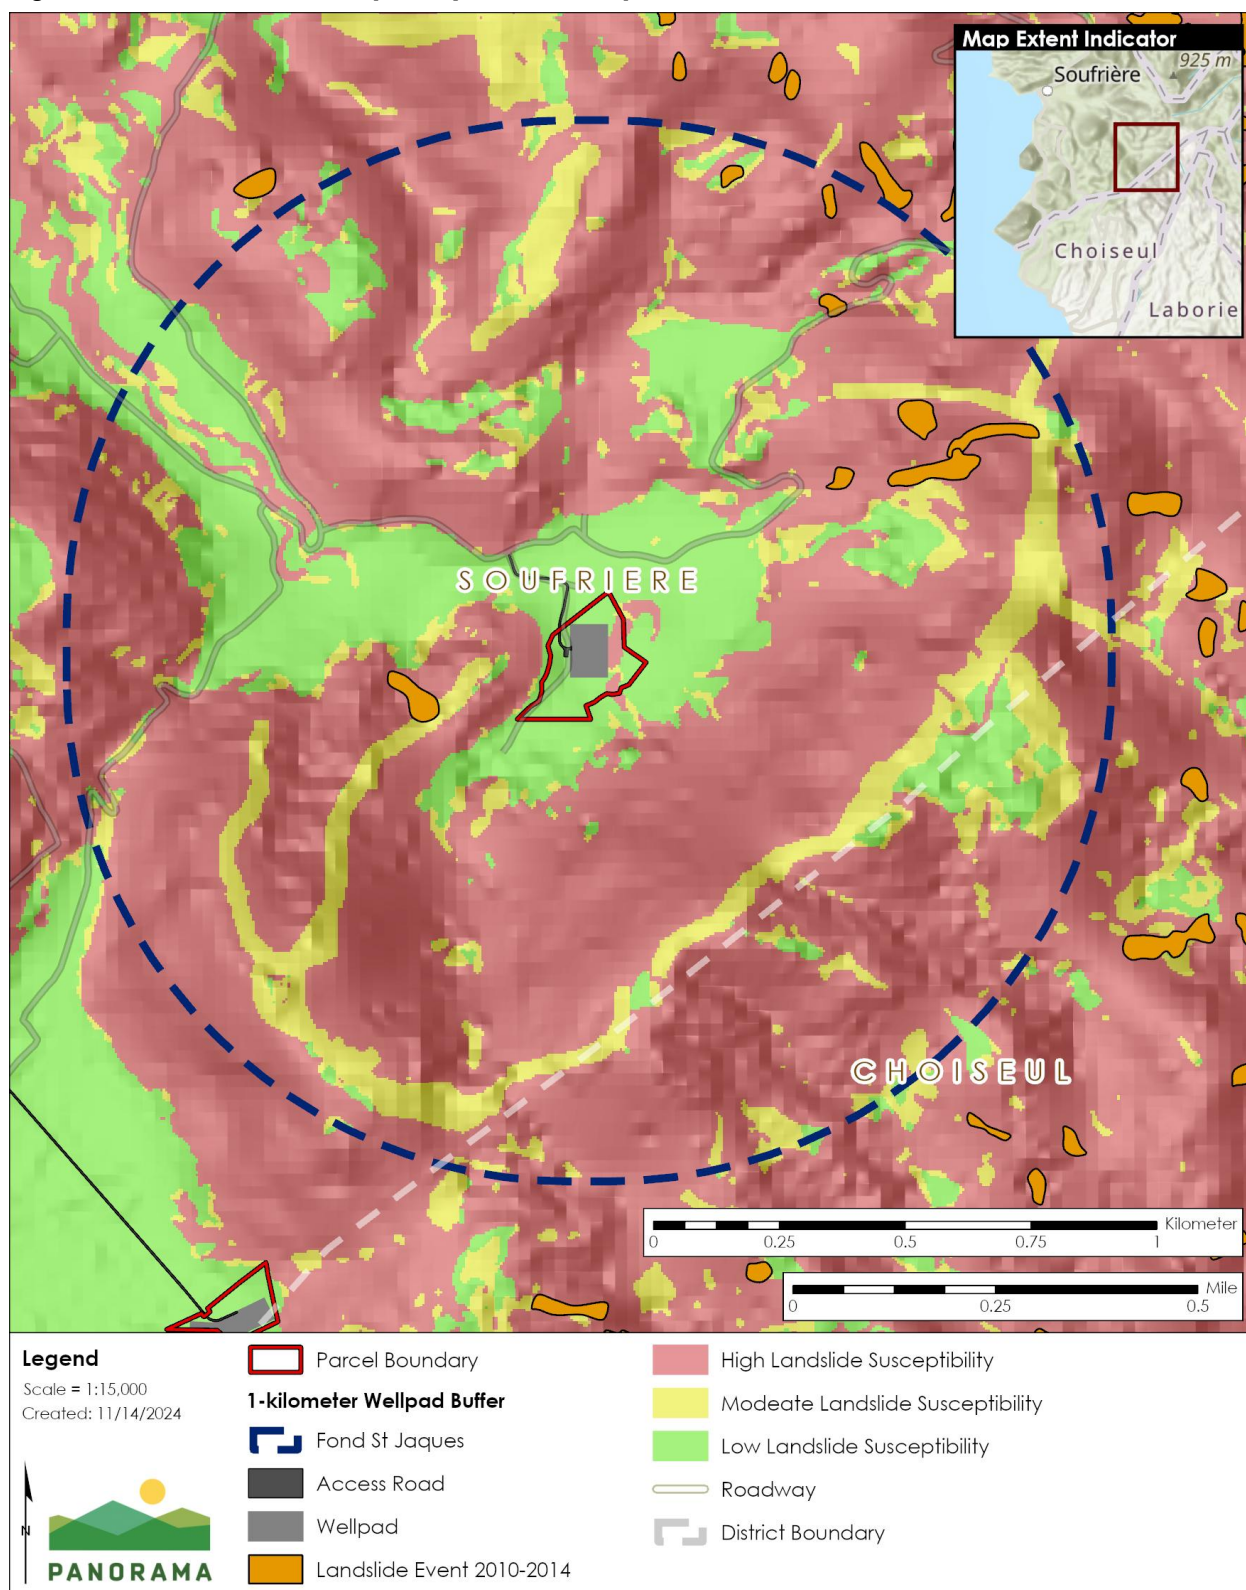 Map Extent Indicator
925 m
Soufrière
Choiseul
Laborie
SOUFRIERE
CHOISEUL
Kilometer
0 0.25 0.5 0.75 1
Mile
0 0.25 0.5
Legend
Scale = 1:15,000
Created: 11/14/2024
N
PANORAMA
Parcel Boundary
1-kilometer Wellpad Buffer
Fond St Jaques
Access Road
Wellpad
Landslide Event 2010-2014
High Landslide Susceptibility
Modeate Landslide Susceptibility
Low Landslide Susceptibility
Roadway
District Boundary